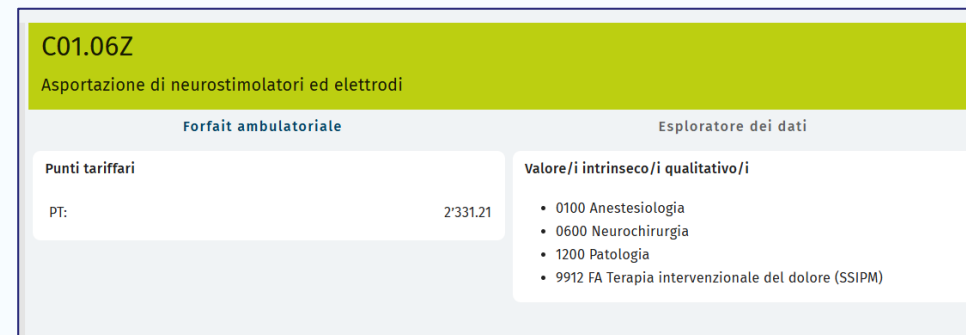 C01.06Z
Asportazione di neurostimolatori ed elettrodi
Forfait ambulatoriale
Esploratore dei dati
Punti tariffari
PT: 2’331.21
Valore/i intrinseco/i qualitativo/i
• 0100 Anestesiologia
• 0600 Neurochirurgia
• 1200 Patologia
• 9912 FA Terapia intervenzionale del dolore (SSIPM)